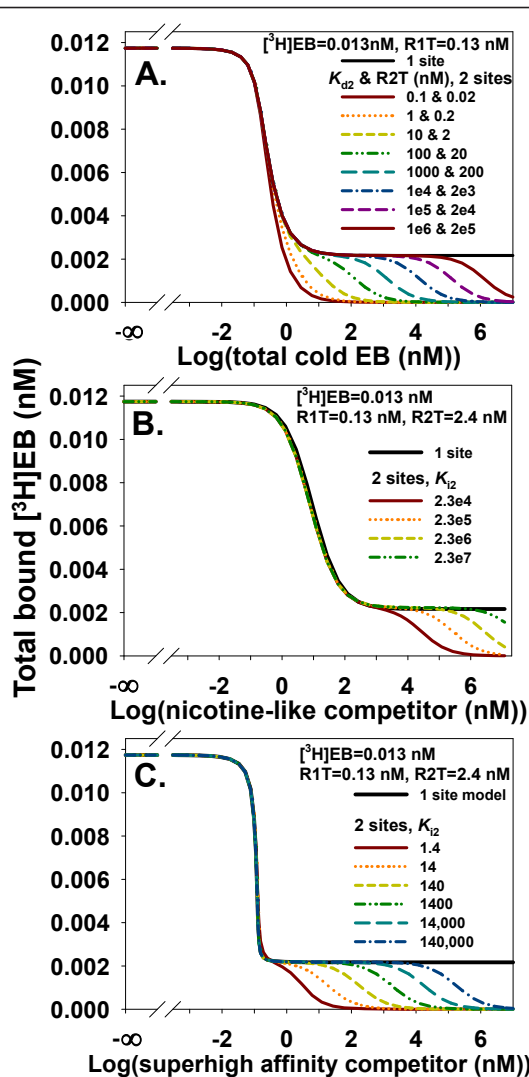 [³H]EB=0.013nM, R1T=0.13 nM
A.
1 site
Kd2 & R2T (nM), 2 sites
0.1 & 0.02
1 & 0.2
10 & 2
100 & 20
1000 & 200
1e4 & 2e3
1e5 & 2e4
1e6 & 2e5
0.012
0.010
0.008
0.006
0.004
0.002
0.000
-∞ -2 0 2 4 6
Log(total cold EB (nM))
Total bound [³H]EB (nM)
B.
[³H]EB=0.013 nM
R1T=0.13 nM, R2T=2.4 nM
1 site
2 sites, Ki2
2.3e4
2.3e5
2.3e6
2.3e7
0.012
0.010
0.008
0.006
0.004
0.002
0.000
-∞ -2 0 2 4 6
Log(nicotine-like competitor (nM))
C.
[³H]EB=0.013 nM
R1T=0.13 nM, R2T=2.4 nM
1 site model
2 sites, Ki2
1.4
14
140
1400
14,000
140,000
0.012
0.010
0.008
0.006
0.004
0.002
0.000
-∞ -2 0 2 4 6
Log(superhigh affinity competitor (nM))